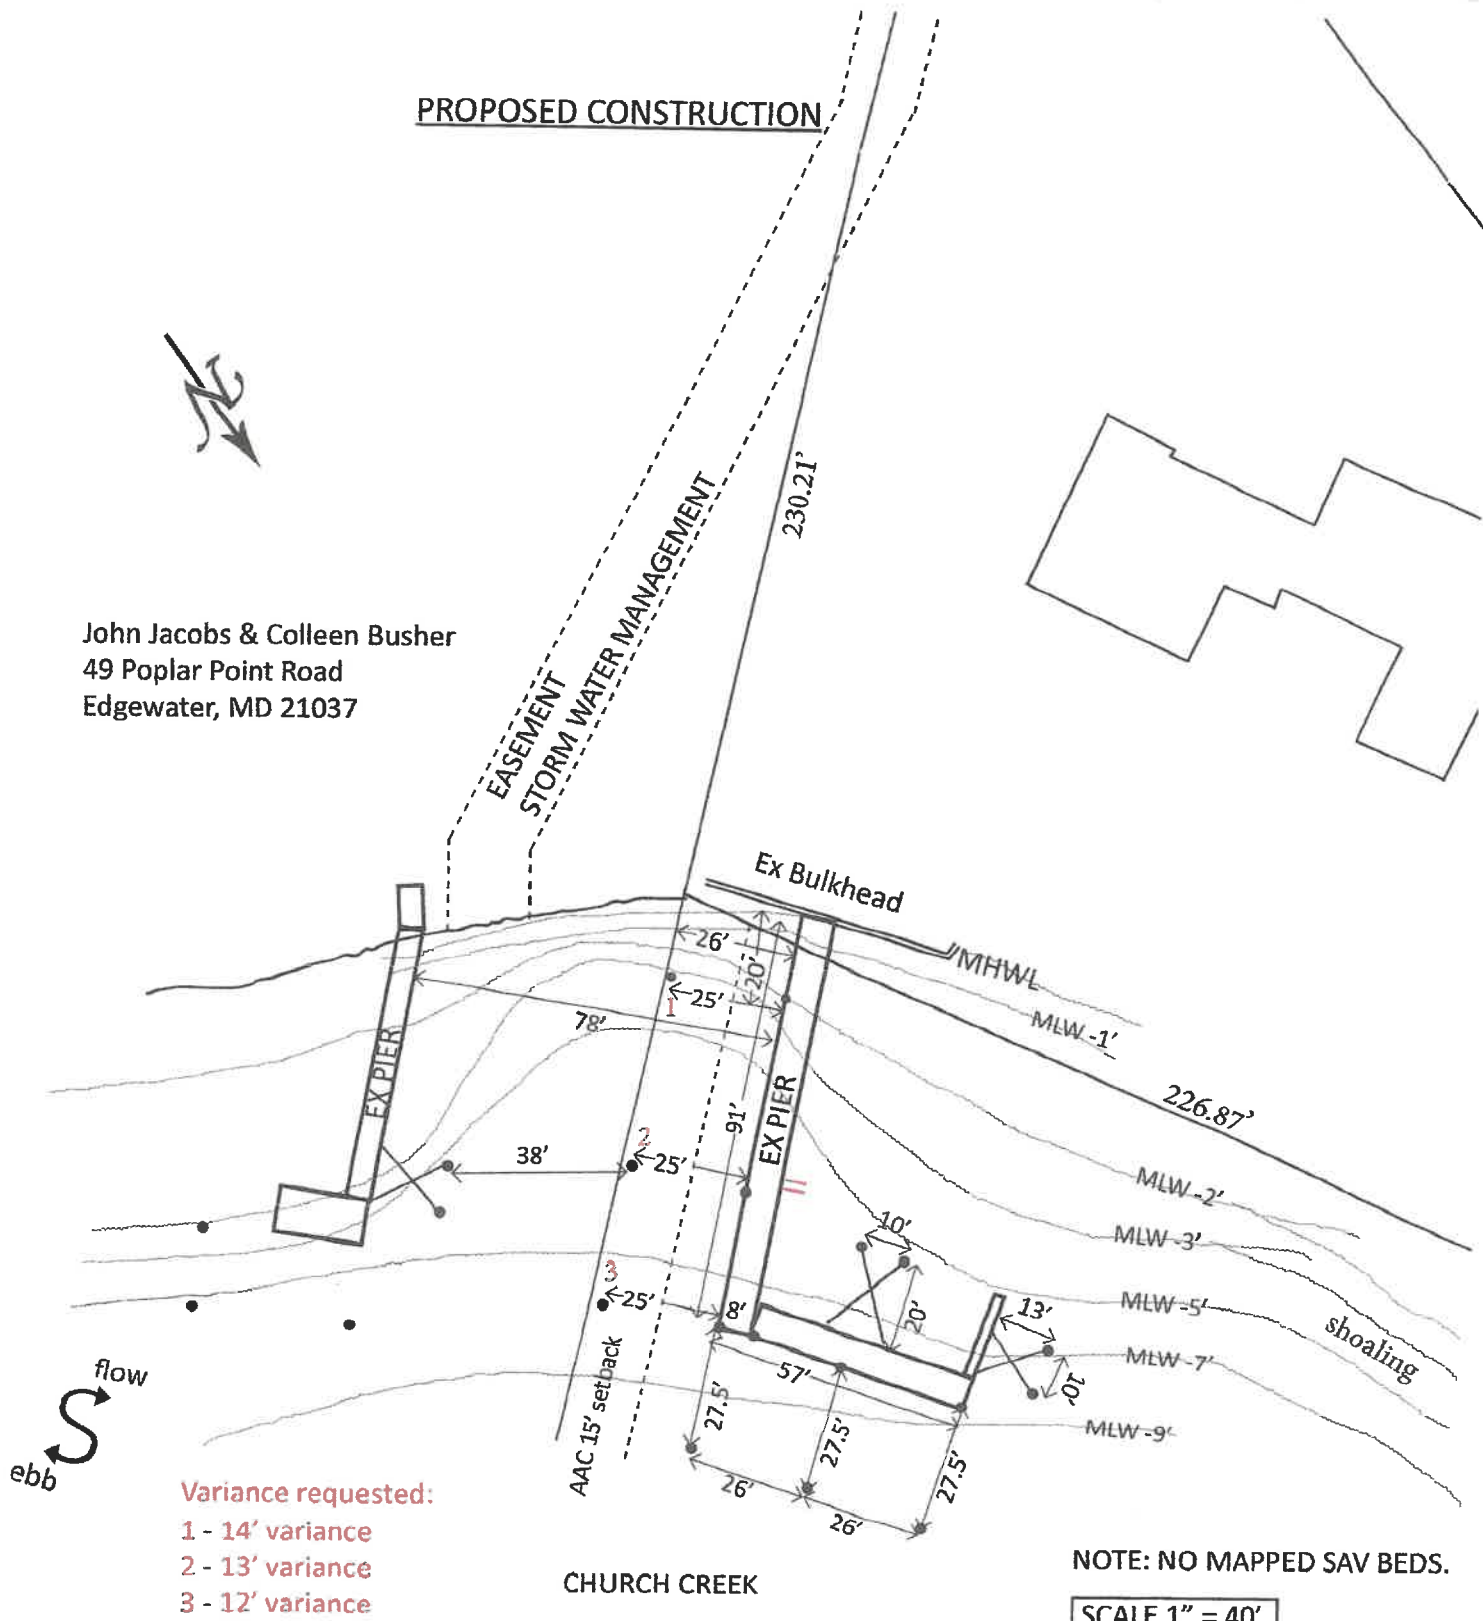 PROPOSED CONSTRUCTION
N
230.21'
John Jacobs & Colleen Busher
49 Poplar Point Road
Edgewater, MD 21037
EASEMENT
STORM WATER MANAGEMENT
Ex Bulkhead
26'
20'
MHWL
25'
1
78'
MLW -1'
EX PIER
91'
EX PIER
226.87'
2
38'
25'
MLW -2'
10'
MLW -3'
3
25'
8'
20'
13'
MLW -5'
shoaling
MLW -7'
57'
10'
flow
ebb
AAC 15' setback
27.5'
27.5'
27.5'
MLW -9'
26'
26'
Variance requested:
1 - 14' variance
2 - 13' variance
3 - 12' variance
CHURCH CREEK
NOTE: NO MAPPED SAV BEDS.
SCALE 1" = 40'